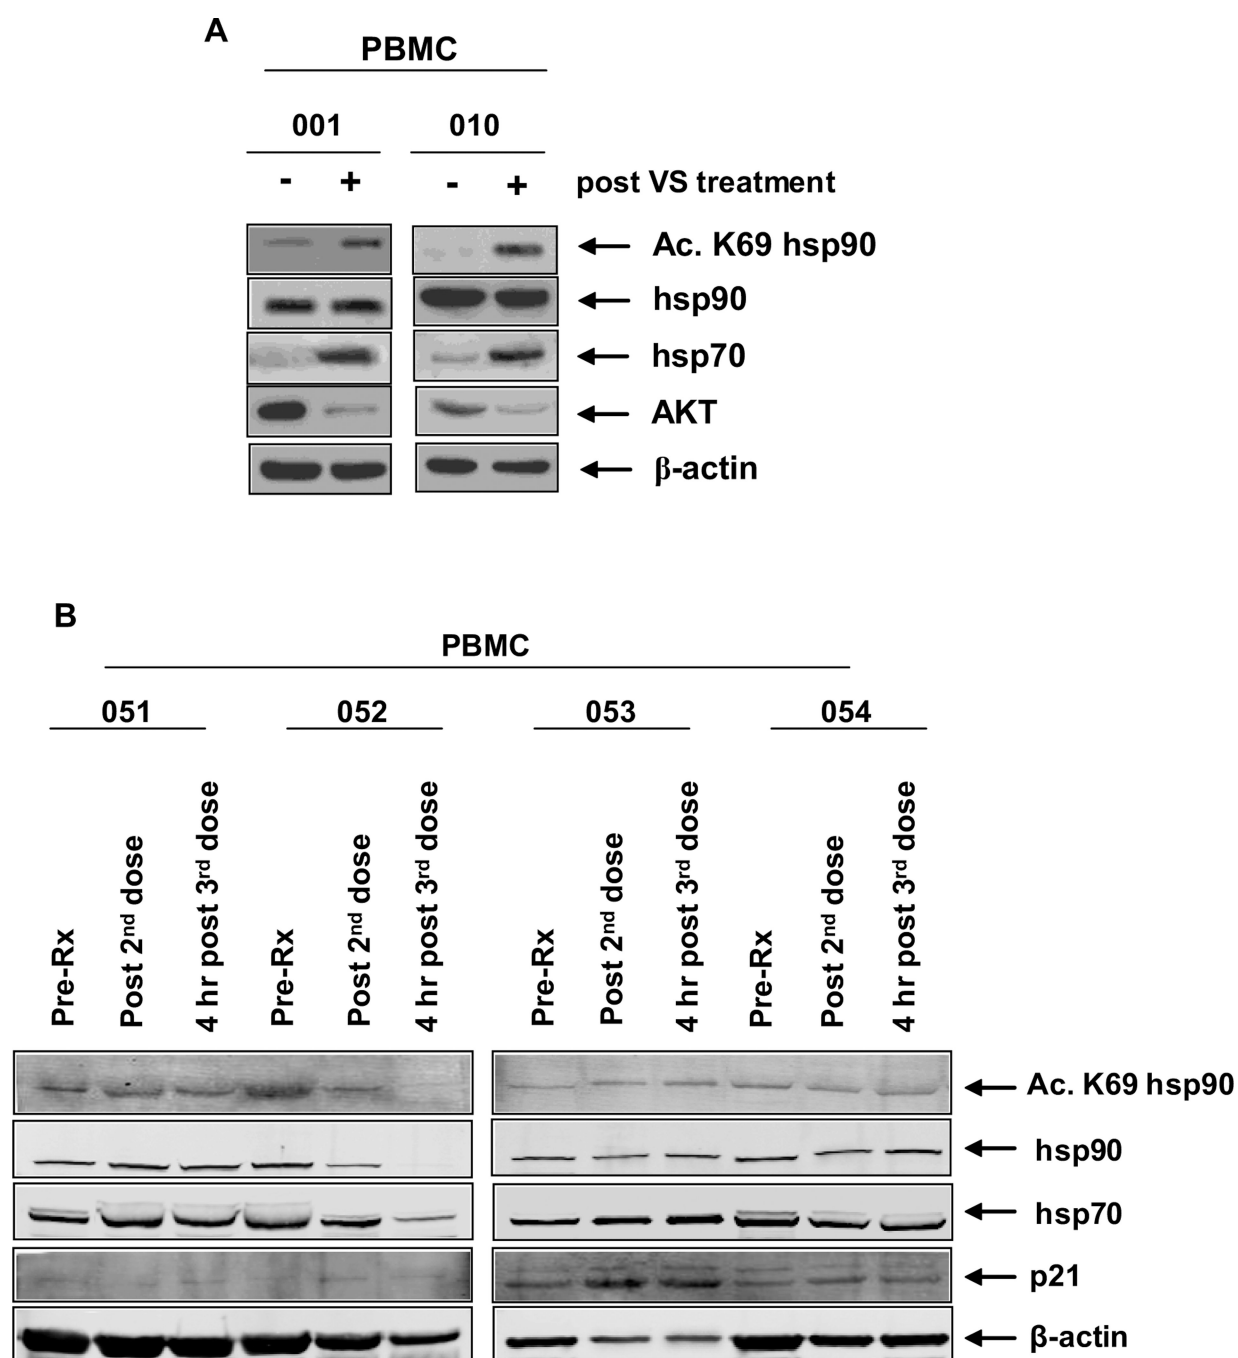 A
PBMC
001 010
- + - + post VS treatment
Ac. K69 hsp90
hsp90
hsp70
AKT
β-actin
B
PBMC
051 052 053 054
Pre-Rx
Post 2nd dose
4 hr post 3rd dose
Pre-Rx
Post 2nd dose
4 hr post 3rd dose
Pre-Rx
Post 2nd dose
4 hr post 3rd dose
Pre-Rx
Post 2nd dose
4 hr post 3rd dose
Ac. K69 hsp90
hsp90
hsp70
p21
β-actin